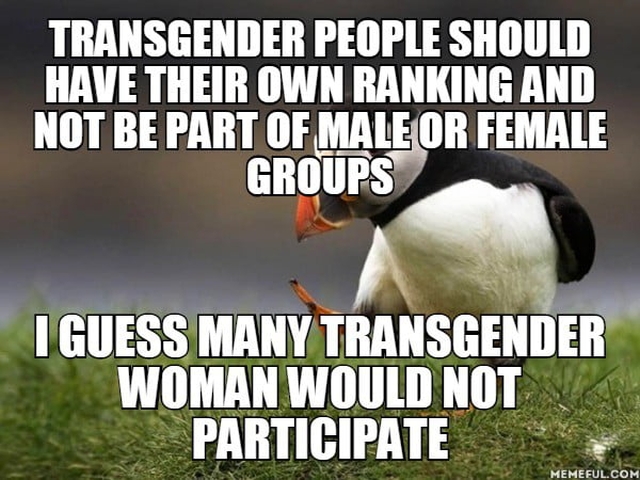 TRANSGENDER PEOPLE SHOULD
HAVE THEIR OWN RANKING AND
NOT BE PART OF MALE OR FEMALE
GROUPS
I GUESS MANY TRANSGENDER
WOMAN WOULD NOT
PARTICIPATE
MEMEFUL.COM